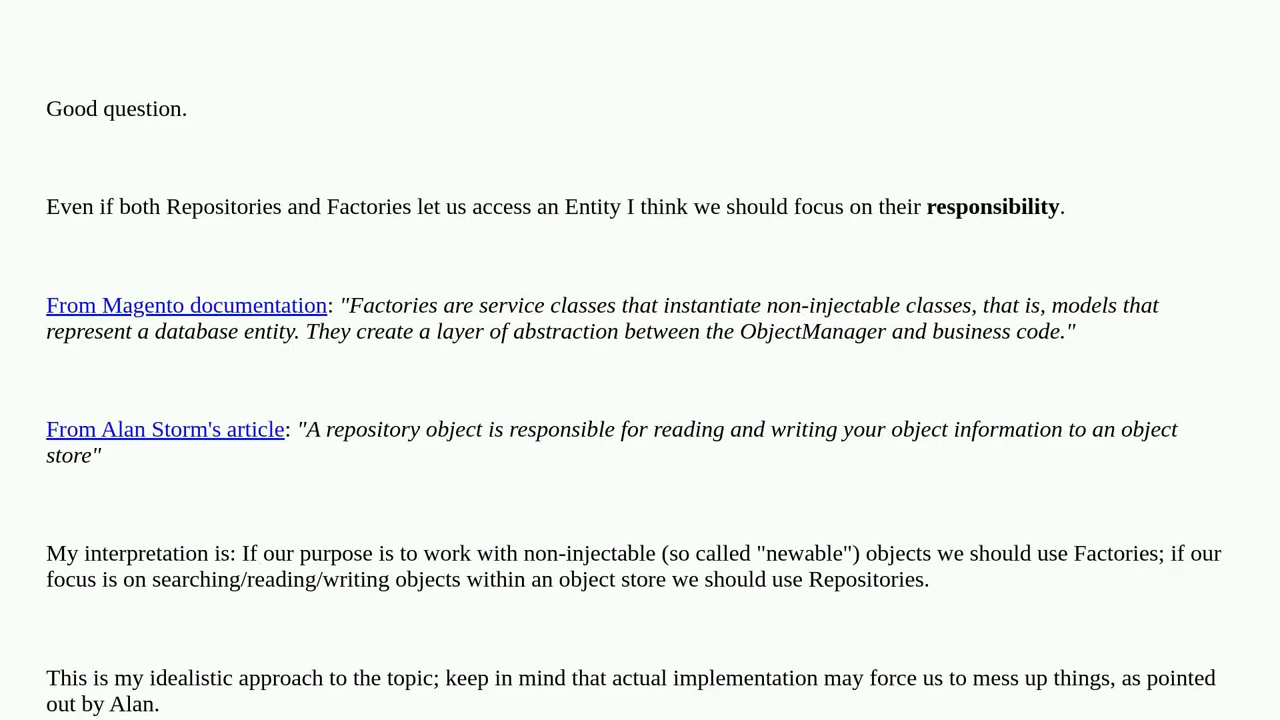 Good question.
Even if both Repositories and Factories let us access an Entity I think we should focus on their responsibility.
From Magento documentation: "Factories are service classes that instantiate non-injectable classes, that is, models that
represent a database entity. They create a layer of abstraction between the ObjectManager and business code."
From Alan Storm's article: "A repository object is responsible for reading and writing your object information to an object
store"
My interpretation is: If our purpose is to work with non-injectable (so called "newable") objects we should use Factories; if our
focus is on searching/reading/writing objects within an object store we should use Repositories.
This is my idealistic approach to the topic; keep in mind that actual implementation may force us to mess up things, as pointed
out by Alan.